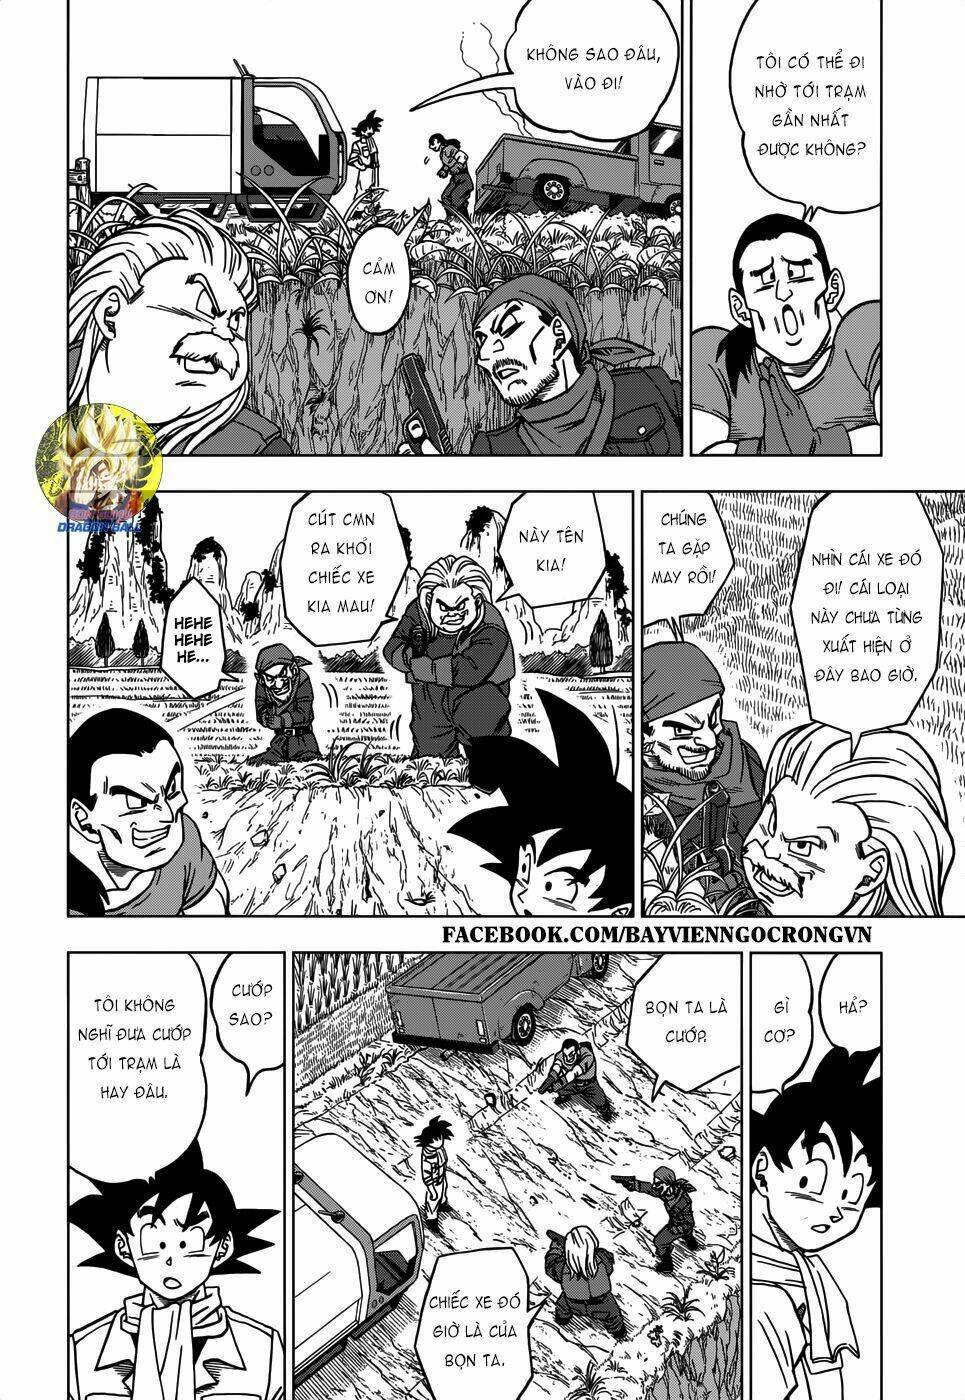 TÔI CÓ THỂ ĐI
NHỜ TỚI TRẠM
GẦN NHẤT
ĐƯỢC KHÔNG?
KHÔNG SAO ĐÂU,
VÀO ĐI!
CẢM
ƠN!
NHÌN CÁI XE ĐÓ
ĐI! CÁI LOẠI
NÀY CHƯA TỪNG
XUẤT HIỆN Ở
ĐÂY BAO GIỜ.
CHÚNG
TA GẶP
MAY RỒI!
NÀY TÊN
KIA!
CÚT CMN
RA KHỎI
CHIẾC XE
KIA MAU!
HEHE
HEHE
HE...
DRAGON BALL
FACEBOOK.COM/BAYVIENNGOCRONGVN
HẢ?
GÌ
CƠ?
BỌN TA LÀ
CƯỚP.
CHIẾC XE ĐÓ
GIỜ LÀ CỦA
BỌN TA.
CƯỚP
SAO?
TÔI KHÔNG
NGHĨ ĐƯA CƯỚP
TỚI TRẠM LÀ
HAY ĐÂU.